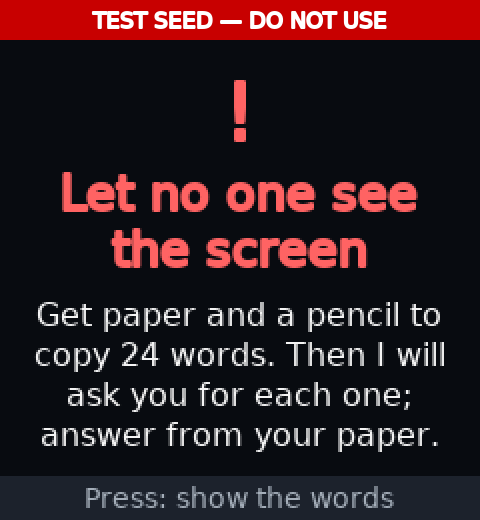 TEST SEED — DO NOT USE
!
Let no one see
the screen
Get paper and a pencil to
copy 24 words. Then I will
ask you for each one;
answer from your paper.
Press: show the words